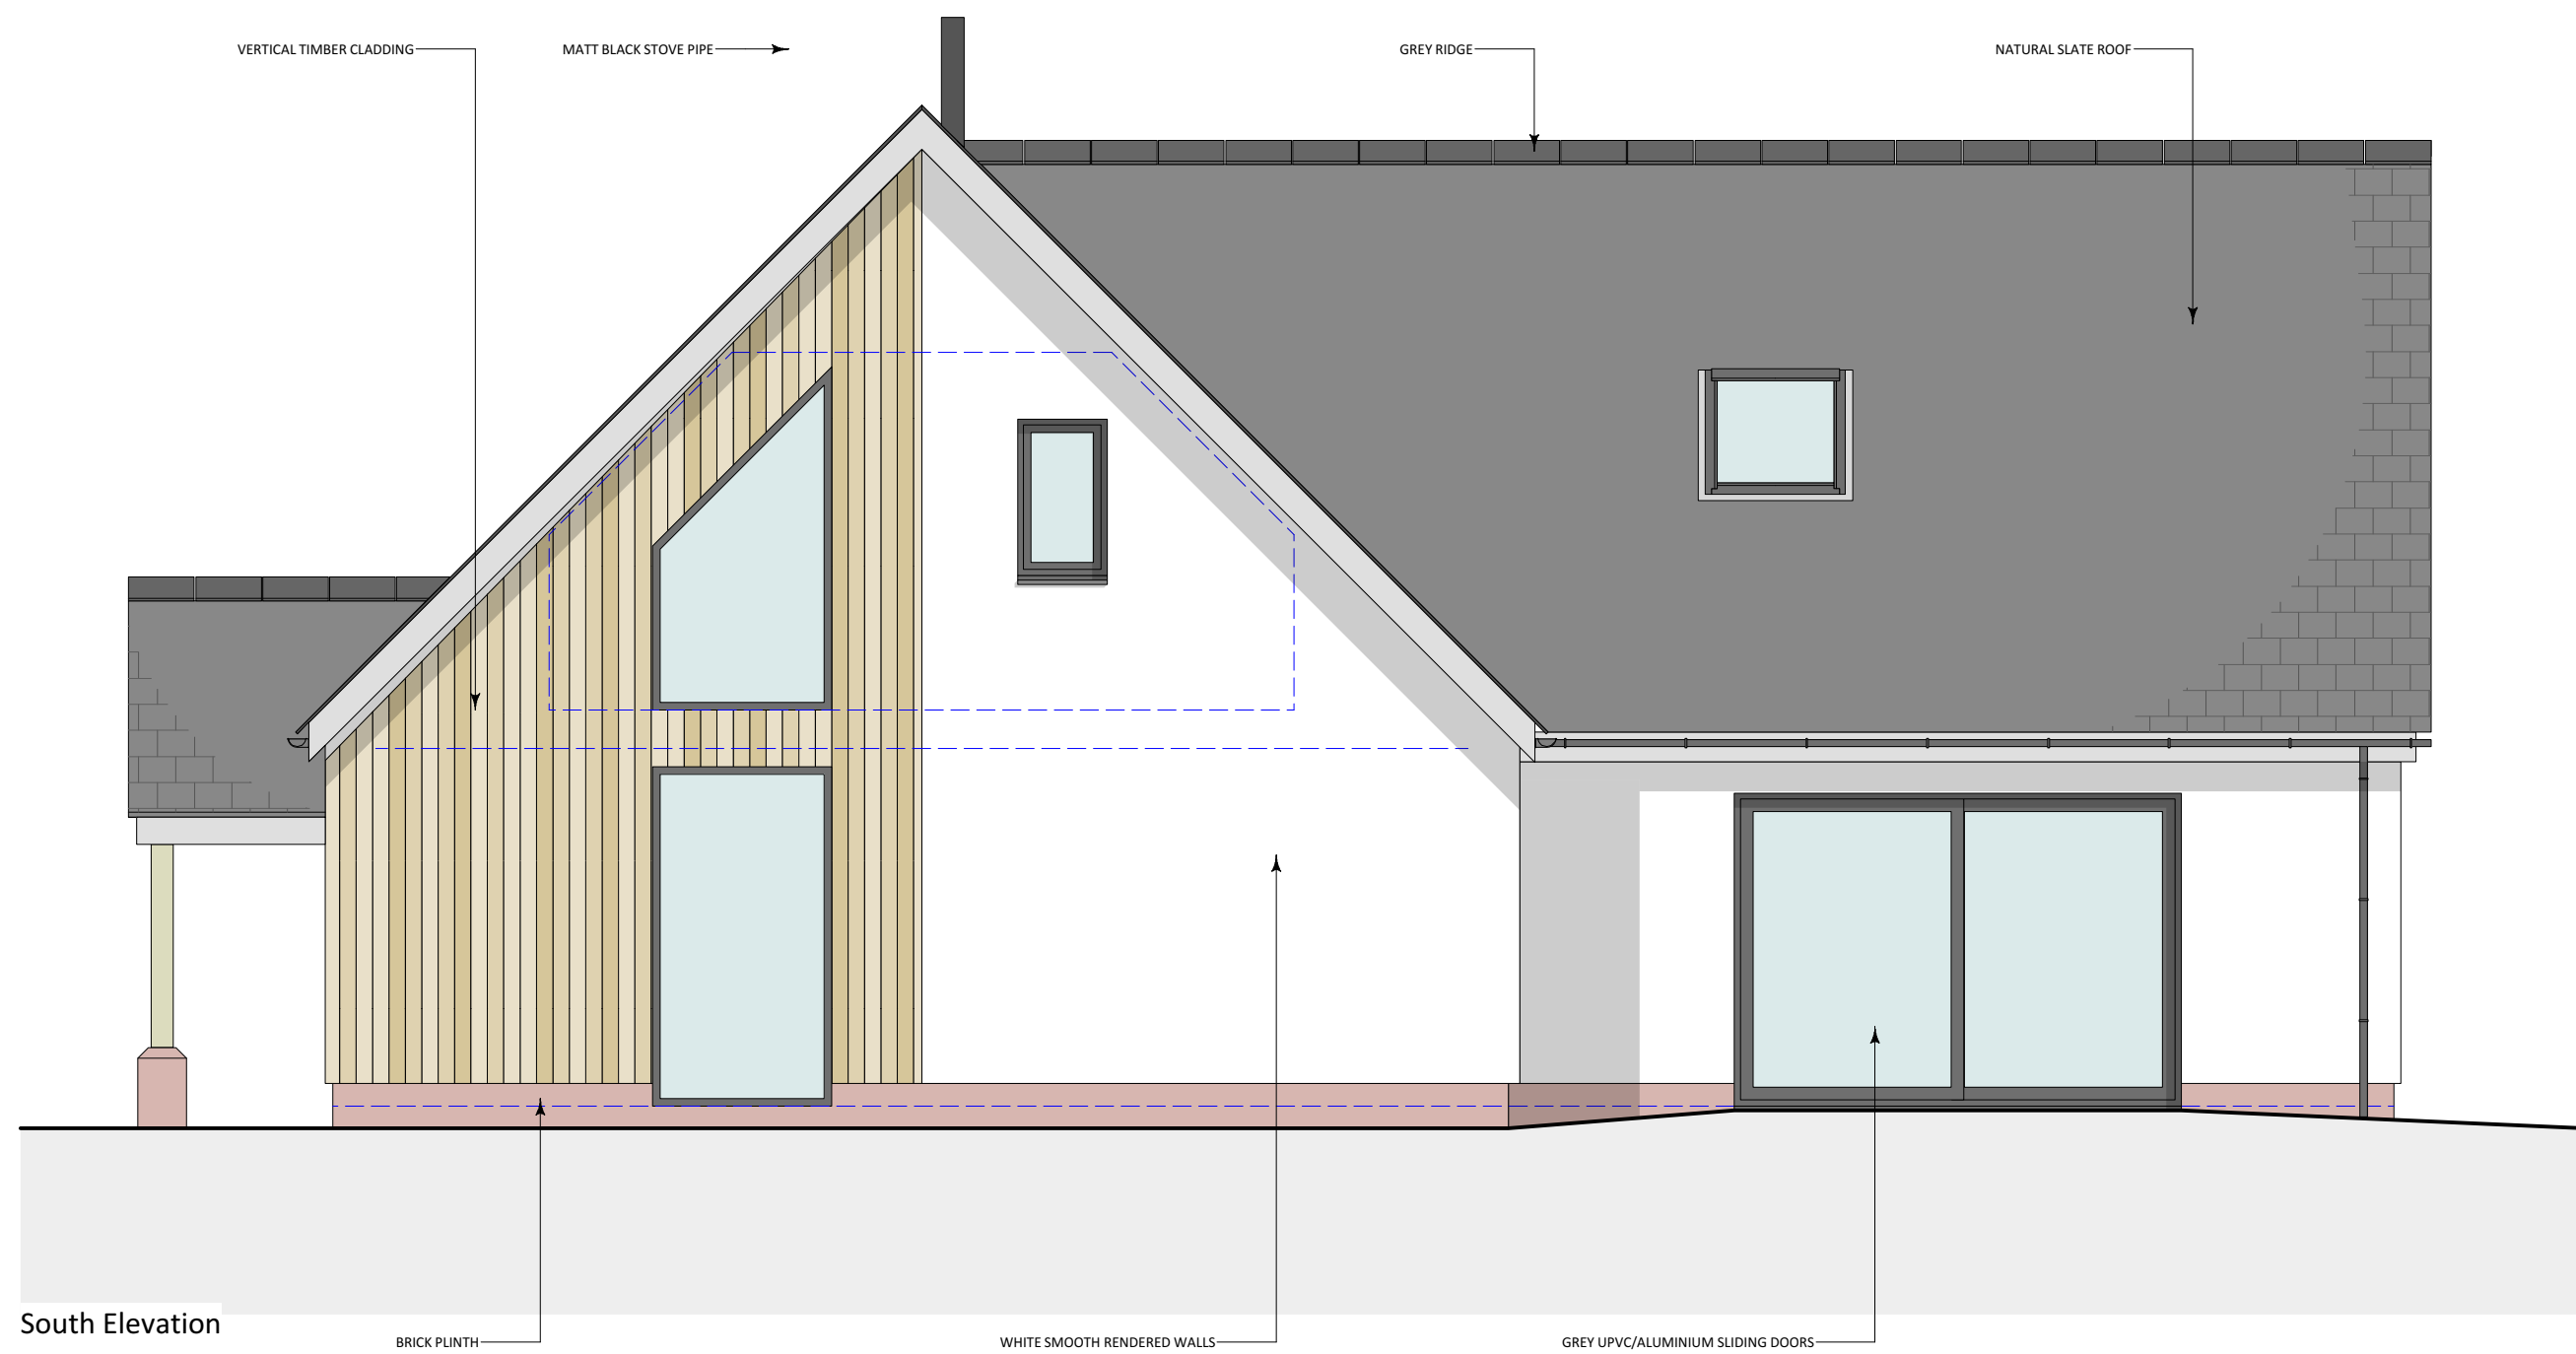 VERTICAL TIMBER CLADDING
MATT BLACK STOVE PIPE
GREY RIDGE
NATURAL SLATE ROOF
South Elevation
BRICK PLINTH
WHITE SMOOTH RENDERED WALLS
GREY UPVC/ALUMINIUM SLIDING DOORS